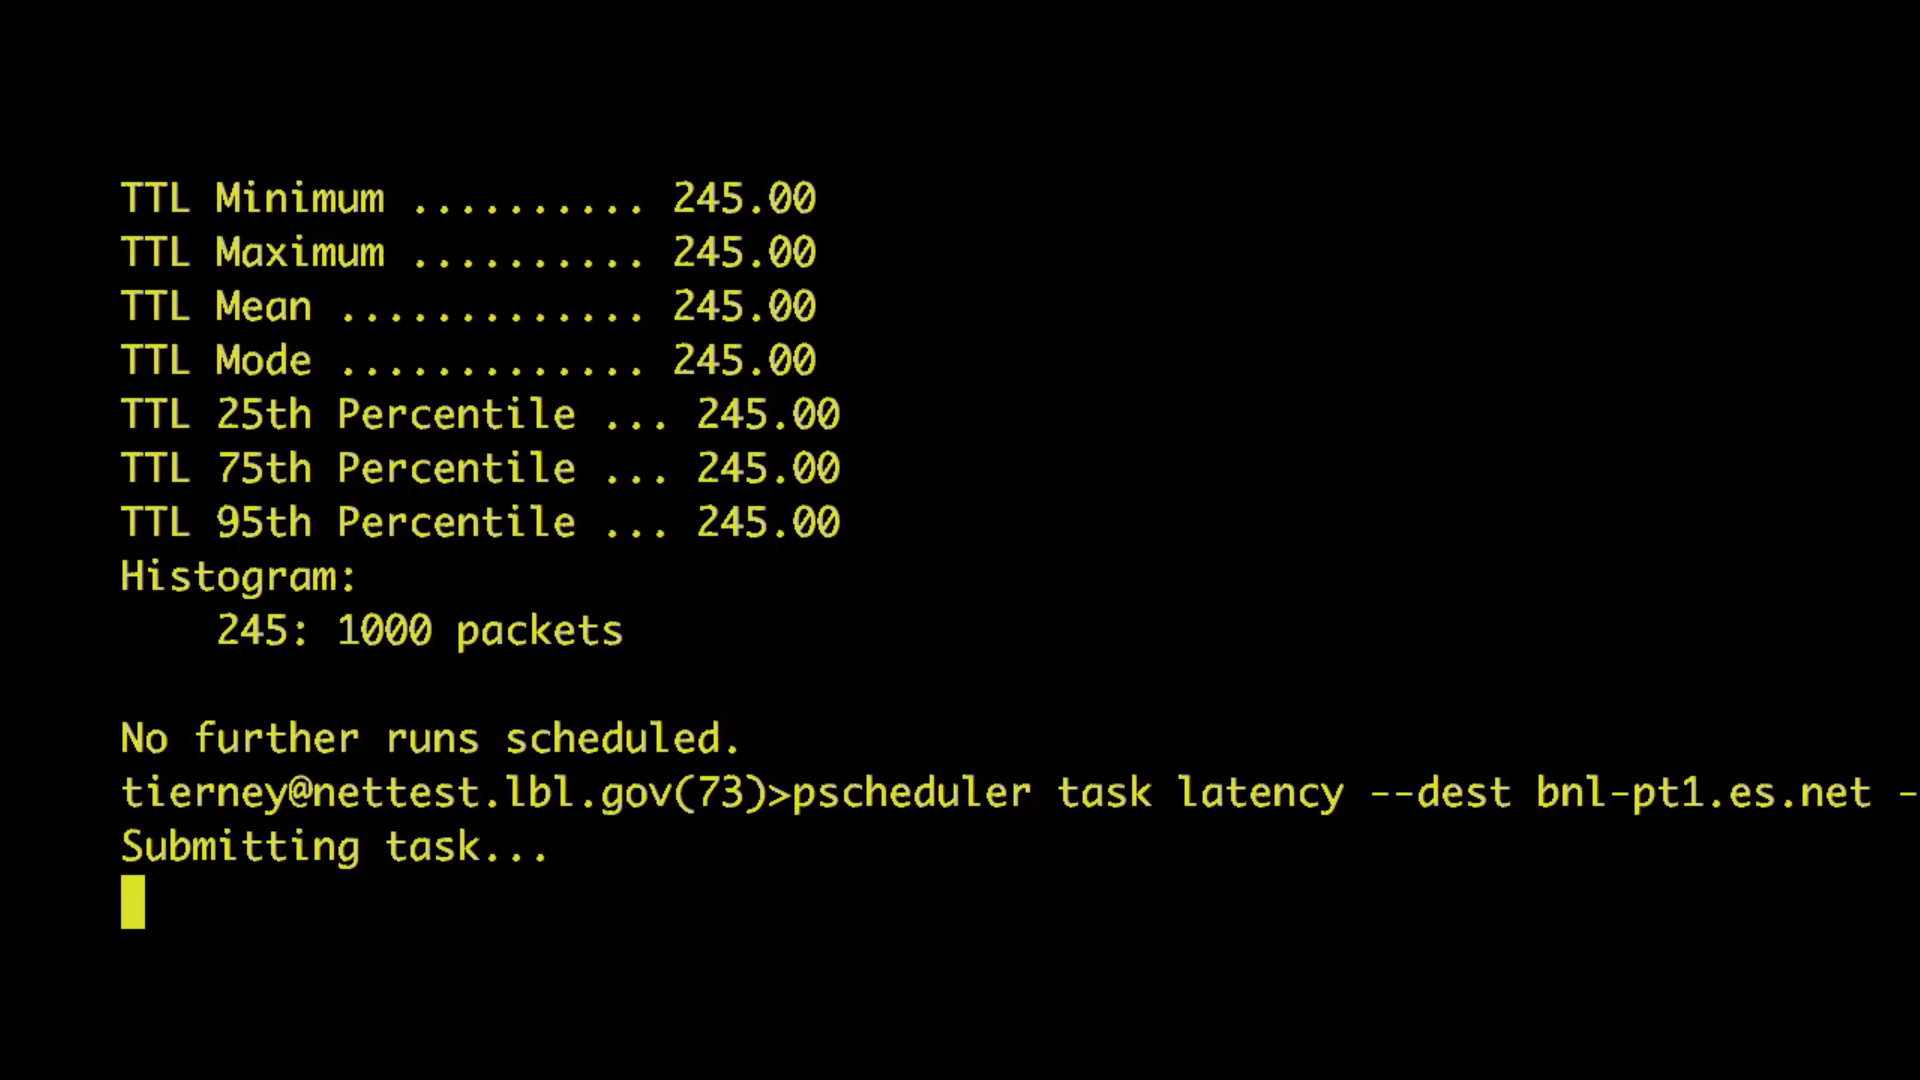 TTL Minimum .......... 245.00
TTL Maximum .......... 245.00
TTL Mean ............. 245.00
TTL Mode ............. 245.00
TTL 25th Percentile ... 245.00
TTL 75th Percentile ... 245.00
TTL 95th Percentile ... 245.00
Histogram:
    245: 1000 packets
No further runs scheduled.
tierney@nettest.lbl.gov(73)>pscheduler task latency --dest bnl-pt1.es.net -
Submitting task...